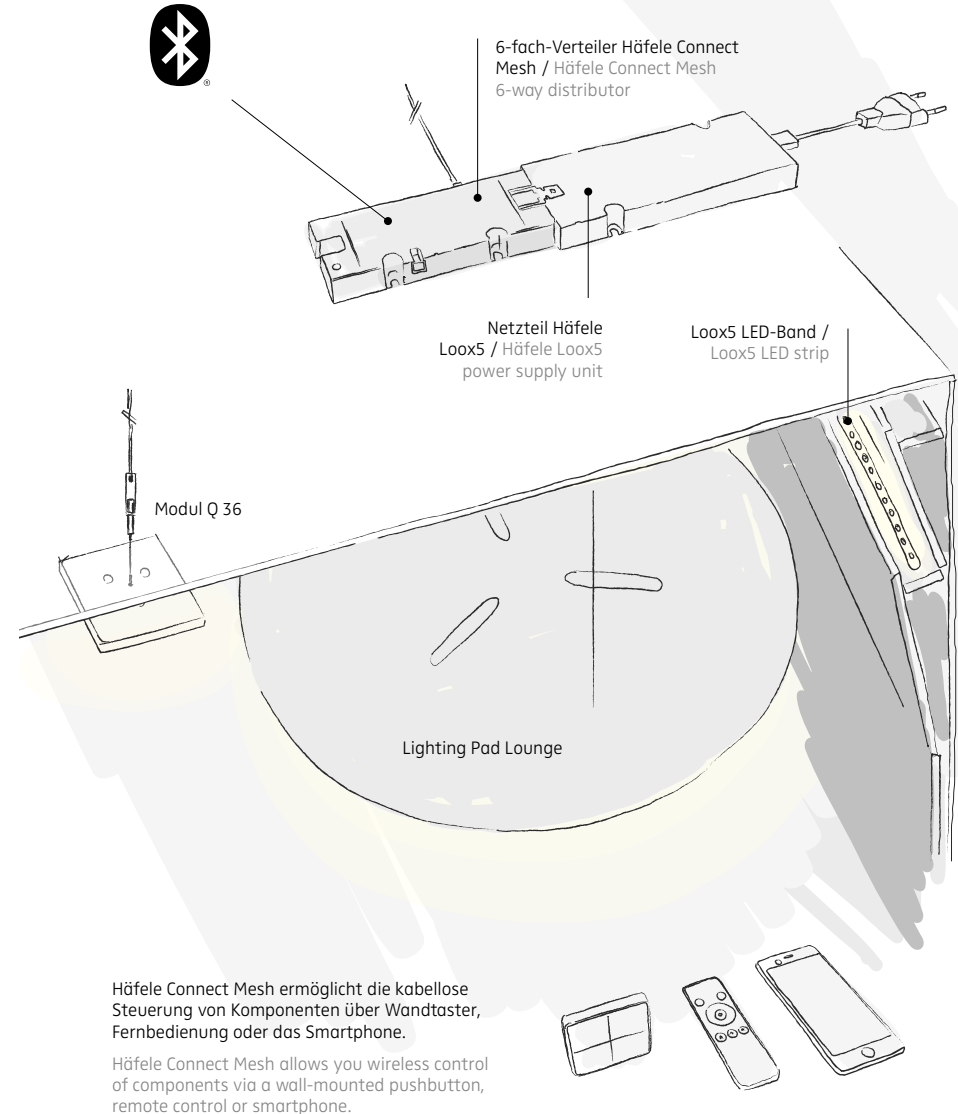 6-fach-Verteiler Häfele Connect
Mesh / Häfele Connect Mesh
6-way distributor
Netzteil Häfele
Loox5 / Häfele Loox5
power supply unit
Loox5 LED-Band /
Loox5 LED strip
Modul Q 36
Lighting Pad Lounge
Häfele Connect Mesh ermöglicht die kabellose
Steuerung von Komponenten über Wandtaster,
Fernbedienung oder das Smartphone.
Häfele Connect Mesh allows you wireless control
of components via a wall-mounted pushbutton,
remote control or smartphone.